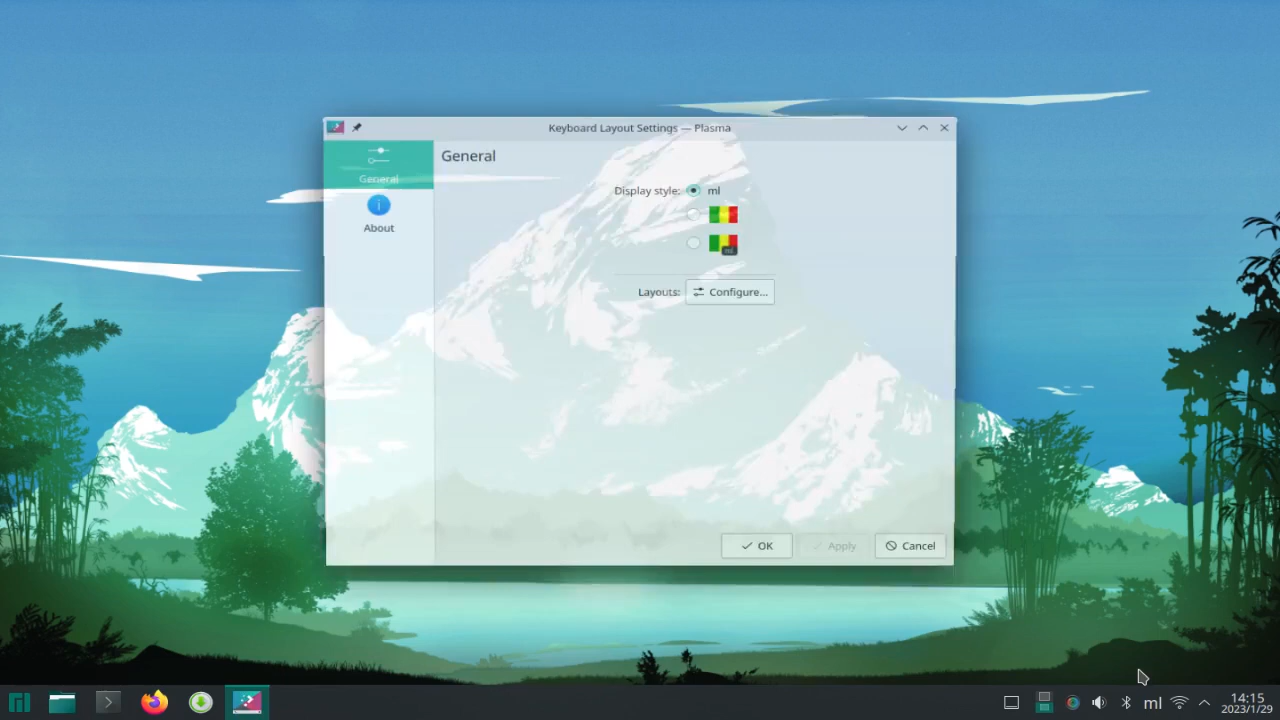 Keyboard Layout Settings — Plasma
General
About
General
Display style: ml
ml
Layouts: Configure...
OK Apply Cancel
ml
14:15
2023/1/29